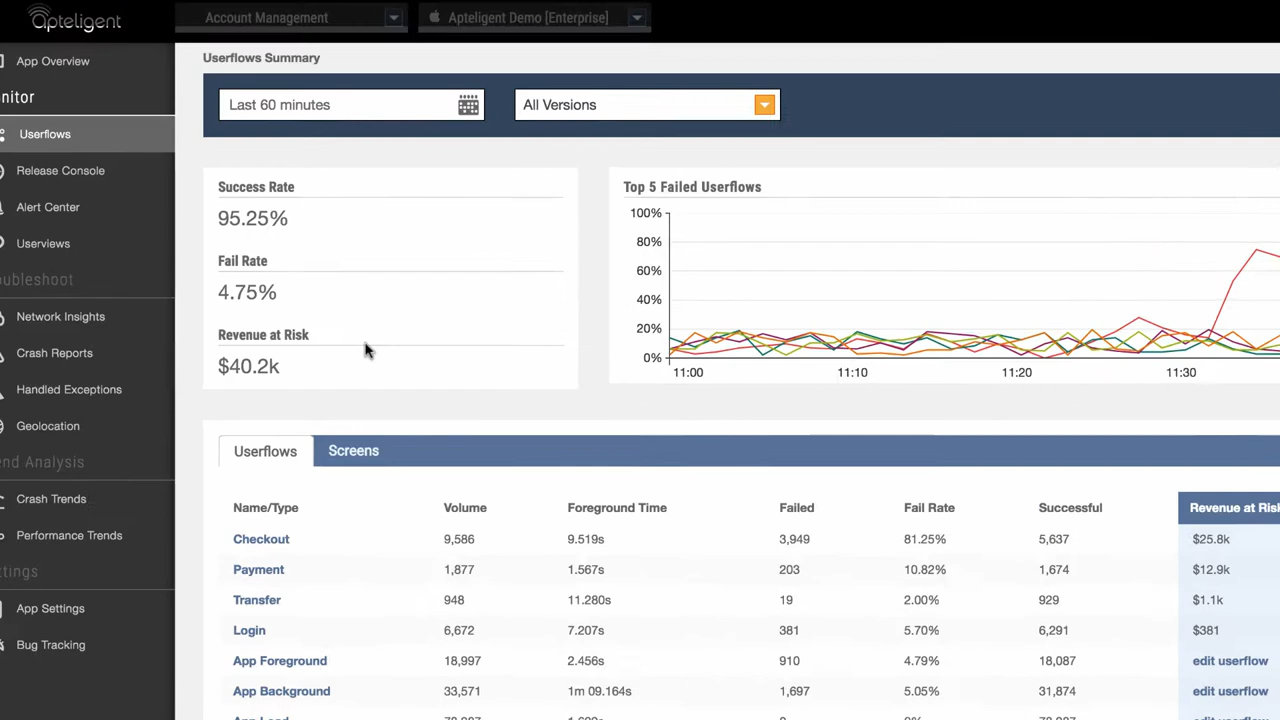 apteligent
Account Management
Apteligent Demo [Enterprise]
App Overview
nitor
Userflows
Release Console
Alert Center
Userviews
oubleshoot
Network Insights
Crash Reports
Handled Exceptions
Geolocation
end Analysis
Crash Trends
Performance Trends
ttings
App Settings
Bug Tracking
Userflows Summary
Last 60 minutes
All Versions
Success Rate
95.25%
Fail Rate
4.75%
Revenue at Risk
$40.2k
Top 5 Failed Userflows
100%
80%
60%
40%
20%
0%
11:00 11:10 11:20 11:30
Userflows Screens
Name/Type Volume Foreground Time Failed Fail Rate Successful Revenue at Risk
Checkout 9,586 9.519s 3,949 81.25% 5,637 $25.8k
Payment 1,877 1.567s 203 10.82% 1,674 $12.9k
Transfer 948 11.280s 19 2.00% 929 $1.1k
Login 6,672 7.207s 381 5.70% 6,291 $381
App Foreground 18,997 2.456s 910 4.79% 18,087 edit userflow
App Background 33,571 1m 09.164s 1,697 5.05% 31,874 edit userflow